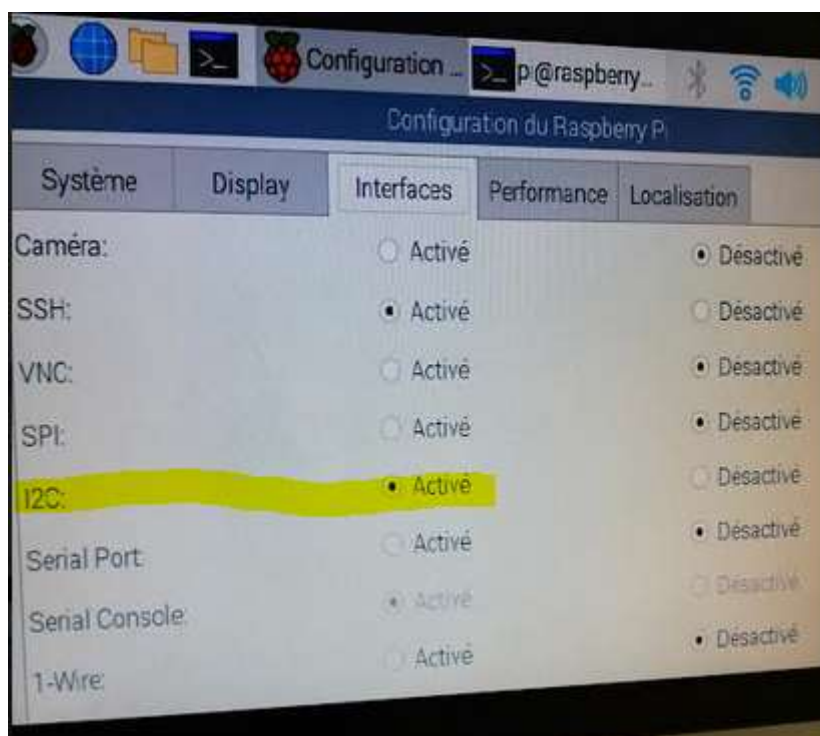 Configuration ... pi@raspberry...
Configuration du Raspberry Pi
Système Display Interfaces Performance Localisation
Caméra: Activé Désactivé
SSH: Activé Désactivé
VNC: Activé Désactivé
SPI: Activé Désactivé
I2C: Activé Désactivé
Serial Port: Activé Désactivé
Serial Console: Activé Désactivé
1-Wire: Activé Désactivé